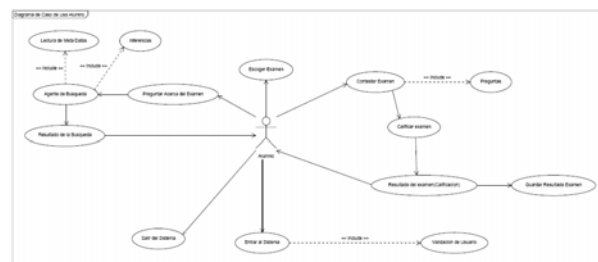 Diagrama de Caso de Uso Alumno
Lectura de Meta Datos
Inferencias
<< Include >>
<< Include >>
Escoger Examen
Contestar Examen
<< Include >>
Preguntas
Agente de Busqueda
Preguntar Acerca del Examen
Calificar examen
Resultado de la Busqueda
Alumno
Resultado del examen(Calificacion)
Guardar Resultado Examen
Salir del Sistema
Entrar al Sistema
<< Include >>
Validacion de Usuario